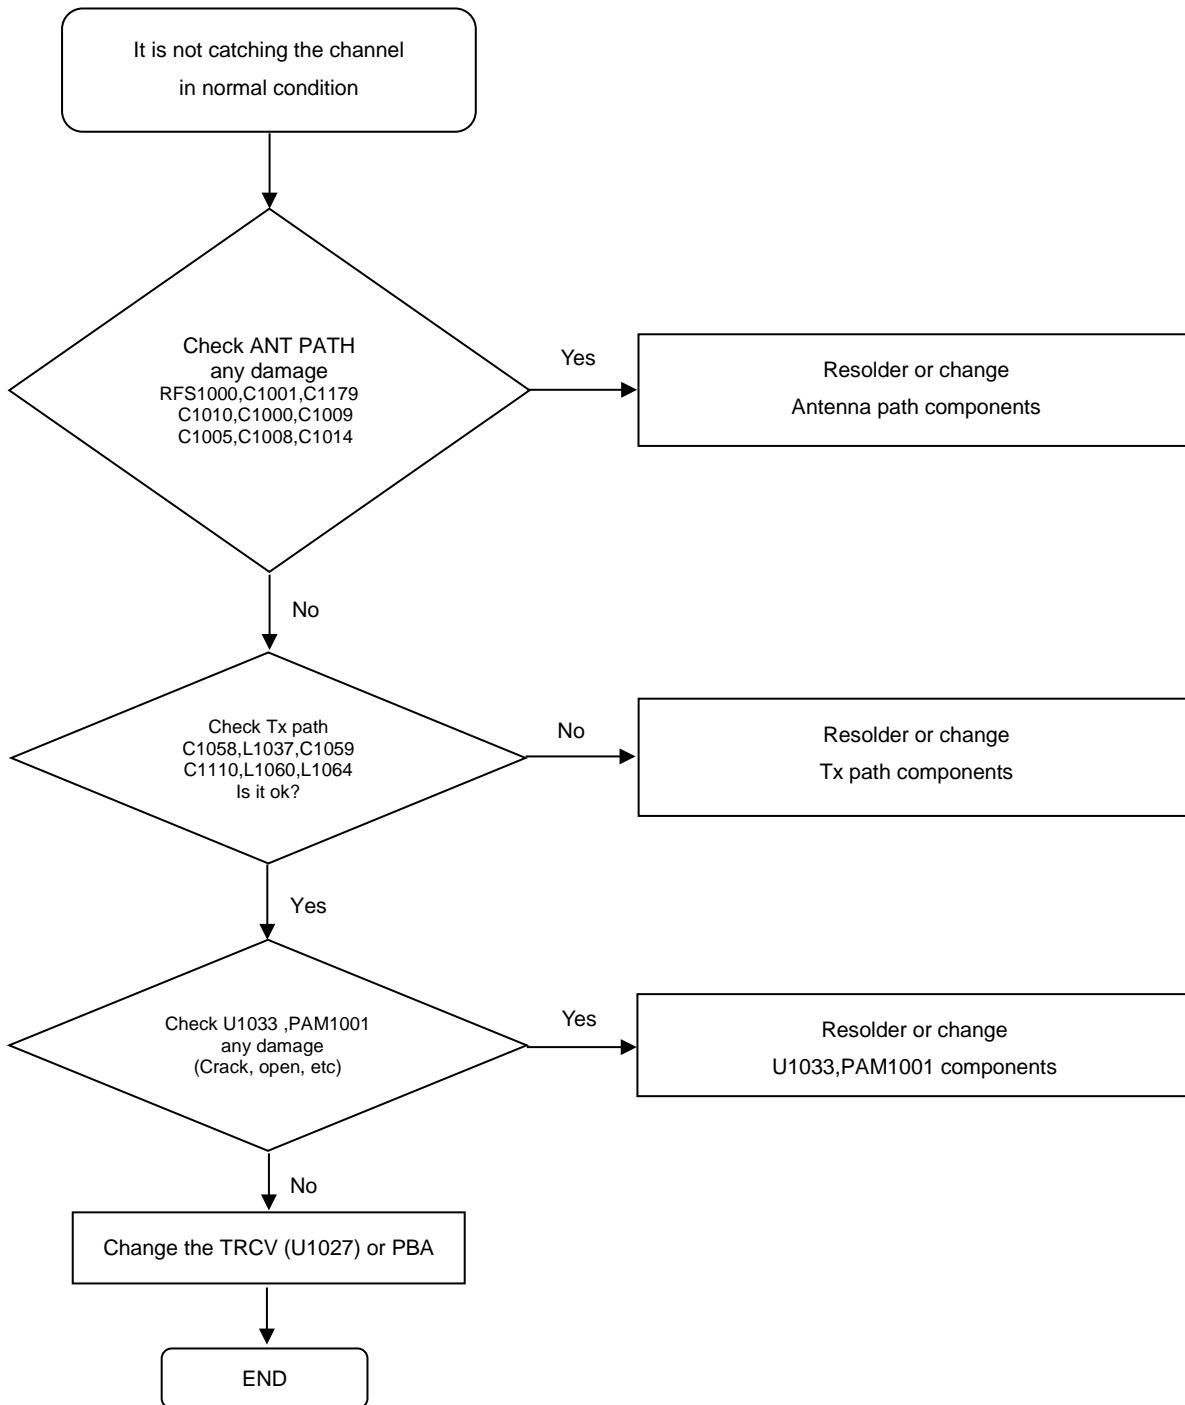 It is not catching the channel
in normal condition
Check ANT PATH
any damage
RFS1000,C1001,C1179
C1010,C1000,C1009
C1005,C1008,C1014
Yes
Resolder or change
Antenna path components
No
Check Tx path
C1058,L1037,C1059
C1110,L1060,L1064
Is it ok?
No
Resolder or change
Tx path components
Yes
Check U1033 ,PAM1001
any damage
(Crack, open, etc)
Yes
Resolder or change
U1033,PAM1001 components
No
Change the TRCV (U1027) or PBA
END